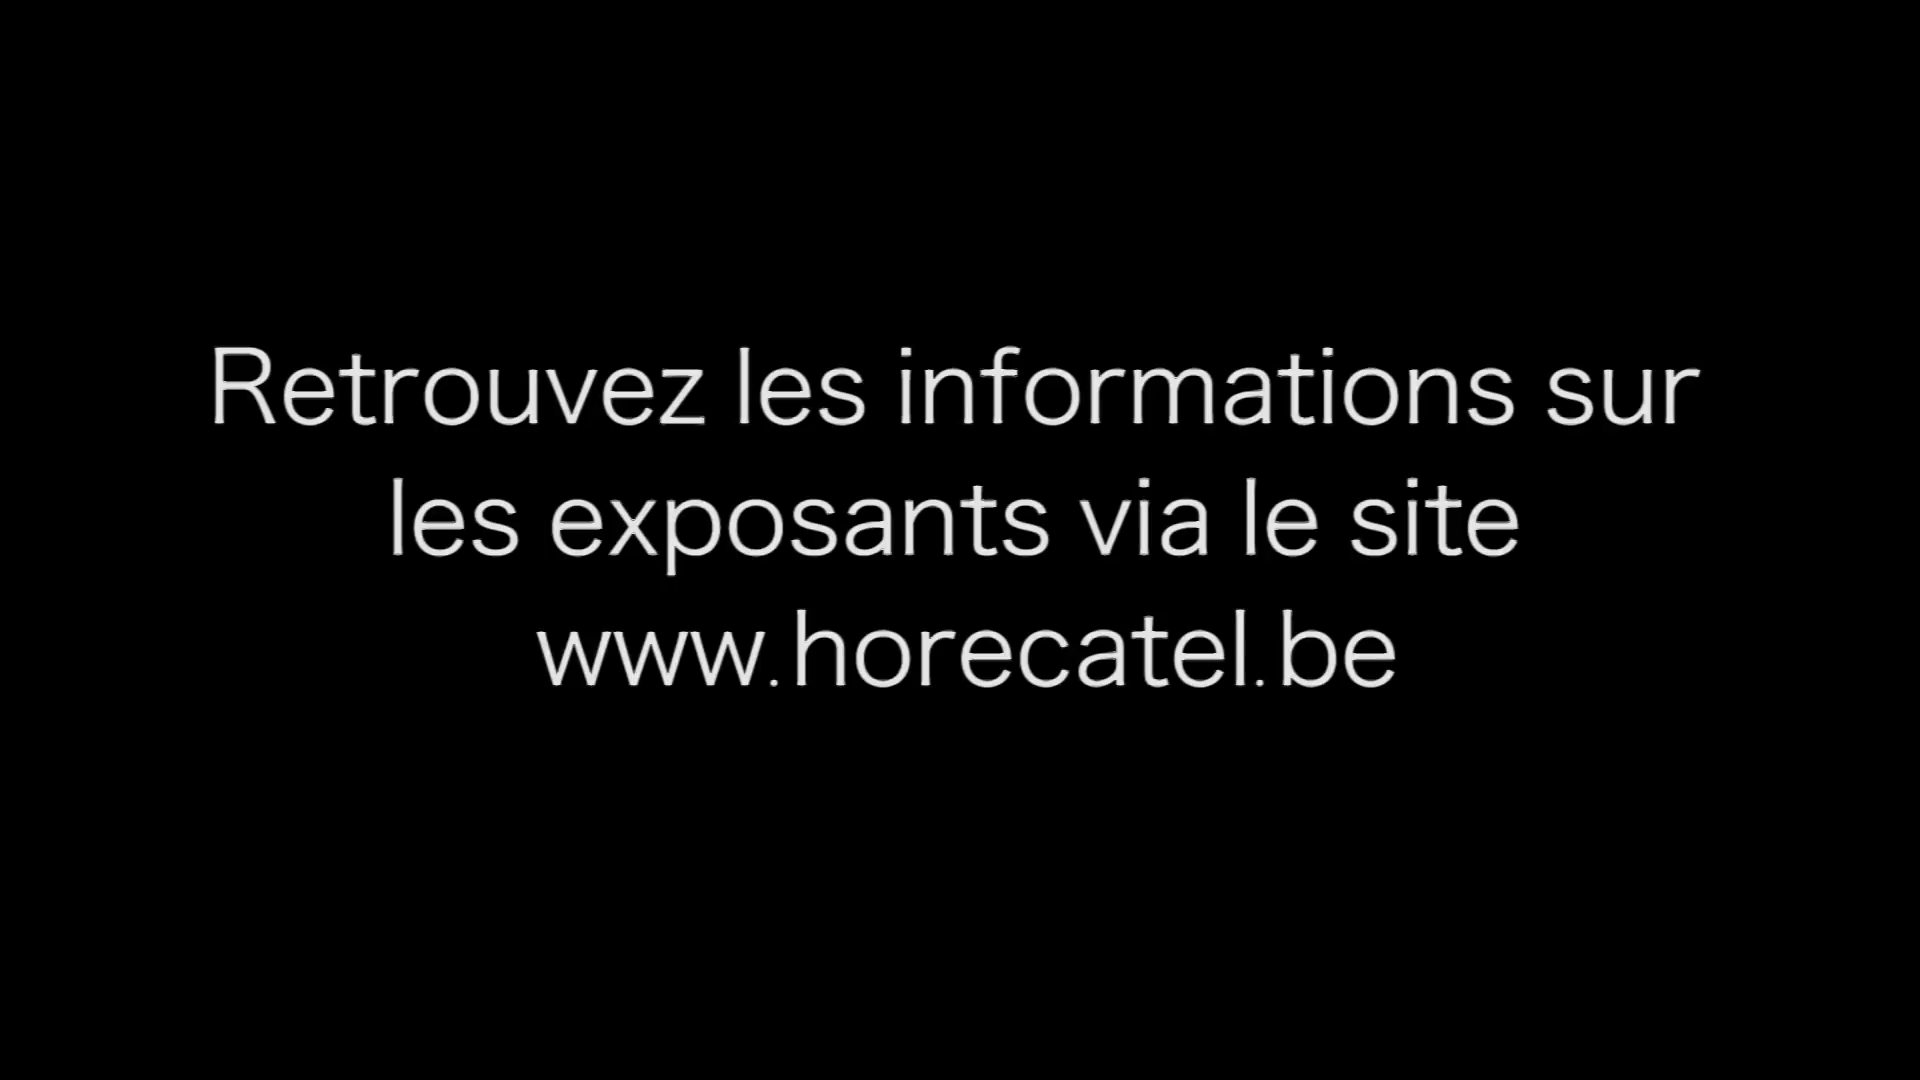 Retrouvez les informations sur
les exposants via le site
www.horecatel.be